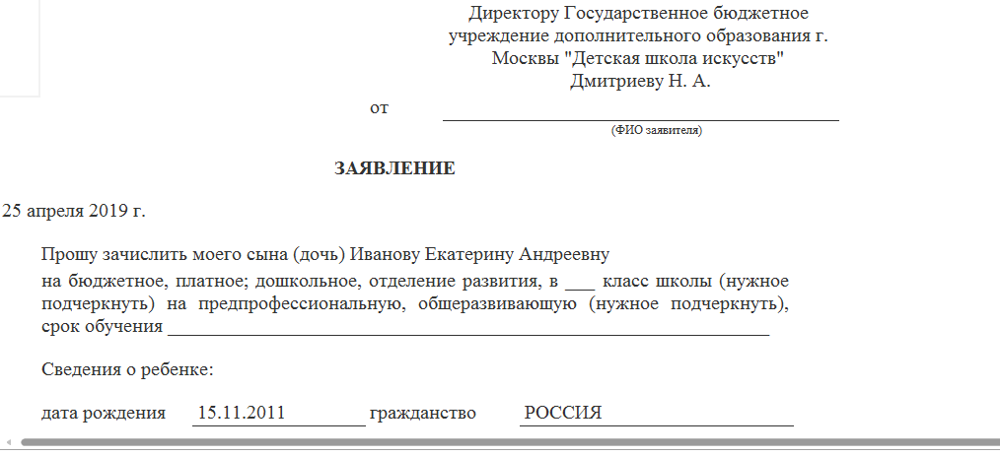 Директору Государственное бюджетное
учреждение дополнительного образования г.
Москвы "Детская школа искусств"
Дмитриеву Н. А.
от
(ФИО заявителя)
ЗАЯВЛЕНИЕ
25 апреля 2019 г.
Прошу зачислить моего сына (дочь) Иванову Екатерину Андреевну
на бюджетное, платное; дошкольное, отделение развития, в ___ класс школы (нужное
подчеркнуть) на предпрофессиональную, общеразвивающую (нужное подчеркнуть),
срок обучения
Сведения о ребенке:
дата рождения 15.11.2011 гражданство РОССИЯ